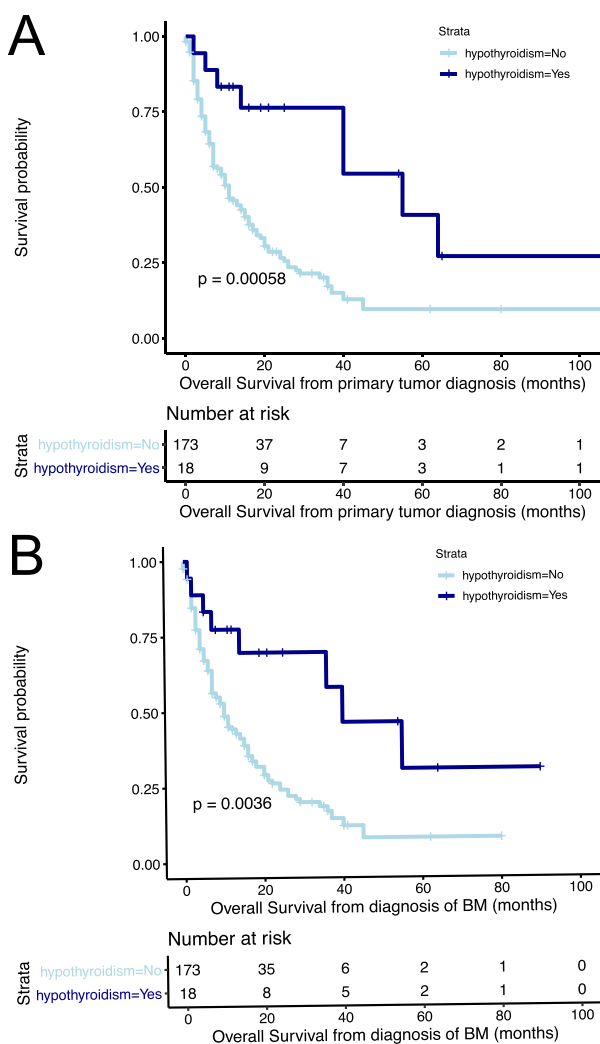 A
Strata
hypothyroidism=No
hypothyroidism=Yes
Survival probability
1.00
0.75
0.50
0.25
0.00
p = 0.00058
0 20 40 60 80 100
Overall Survival from primary tumor diagnosis (months)
Number at risk
Strata
hypothyroidism=No 173 37 7 3 2 1
hypothyroidism=Yes 18 9 7 3 1 1
0 20 40 60 80 100
Overall Survival from primary tumor diagnosis (months)
B
Strata
hypothyroidism=No
hypothyroidism=Yes
Survival probability
1.00
0.75
0.50
0.25
0.00
p = 0.0036
0 20 40 60 80 100
Overall Survival from diagnosis of BM (months)
Number at risk
Strata
hypothyroidism=No 173 35 6 2 1 0
hypothyroidism=Yes 18 8 5 2 1 0
0 20 40 60 80 100
Overall Survival from diagnosis of BM (months)